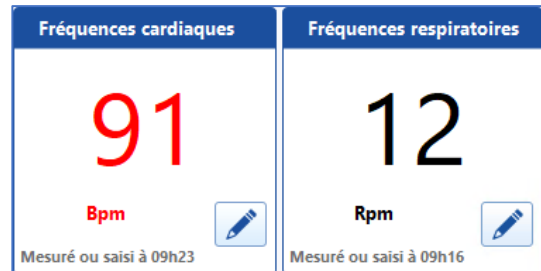 Fréquences cardiaques
91
Bpm
Mesuré ou saisi à 09h23
Fréquences respiratoires
12
Rpm
Mesuré ou saisi à 09h16